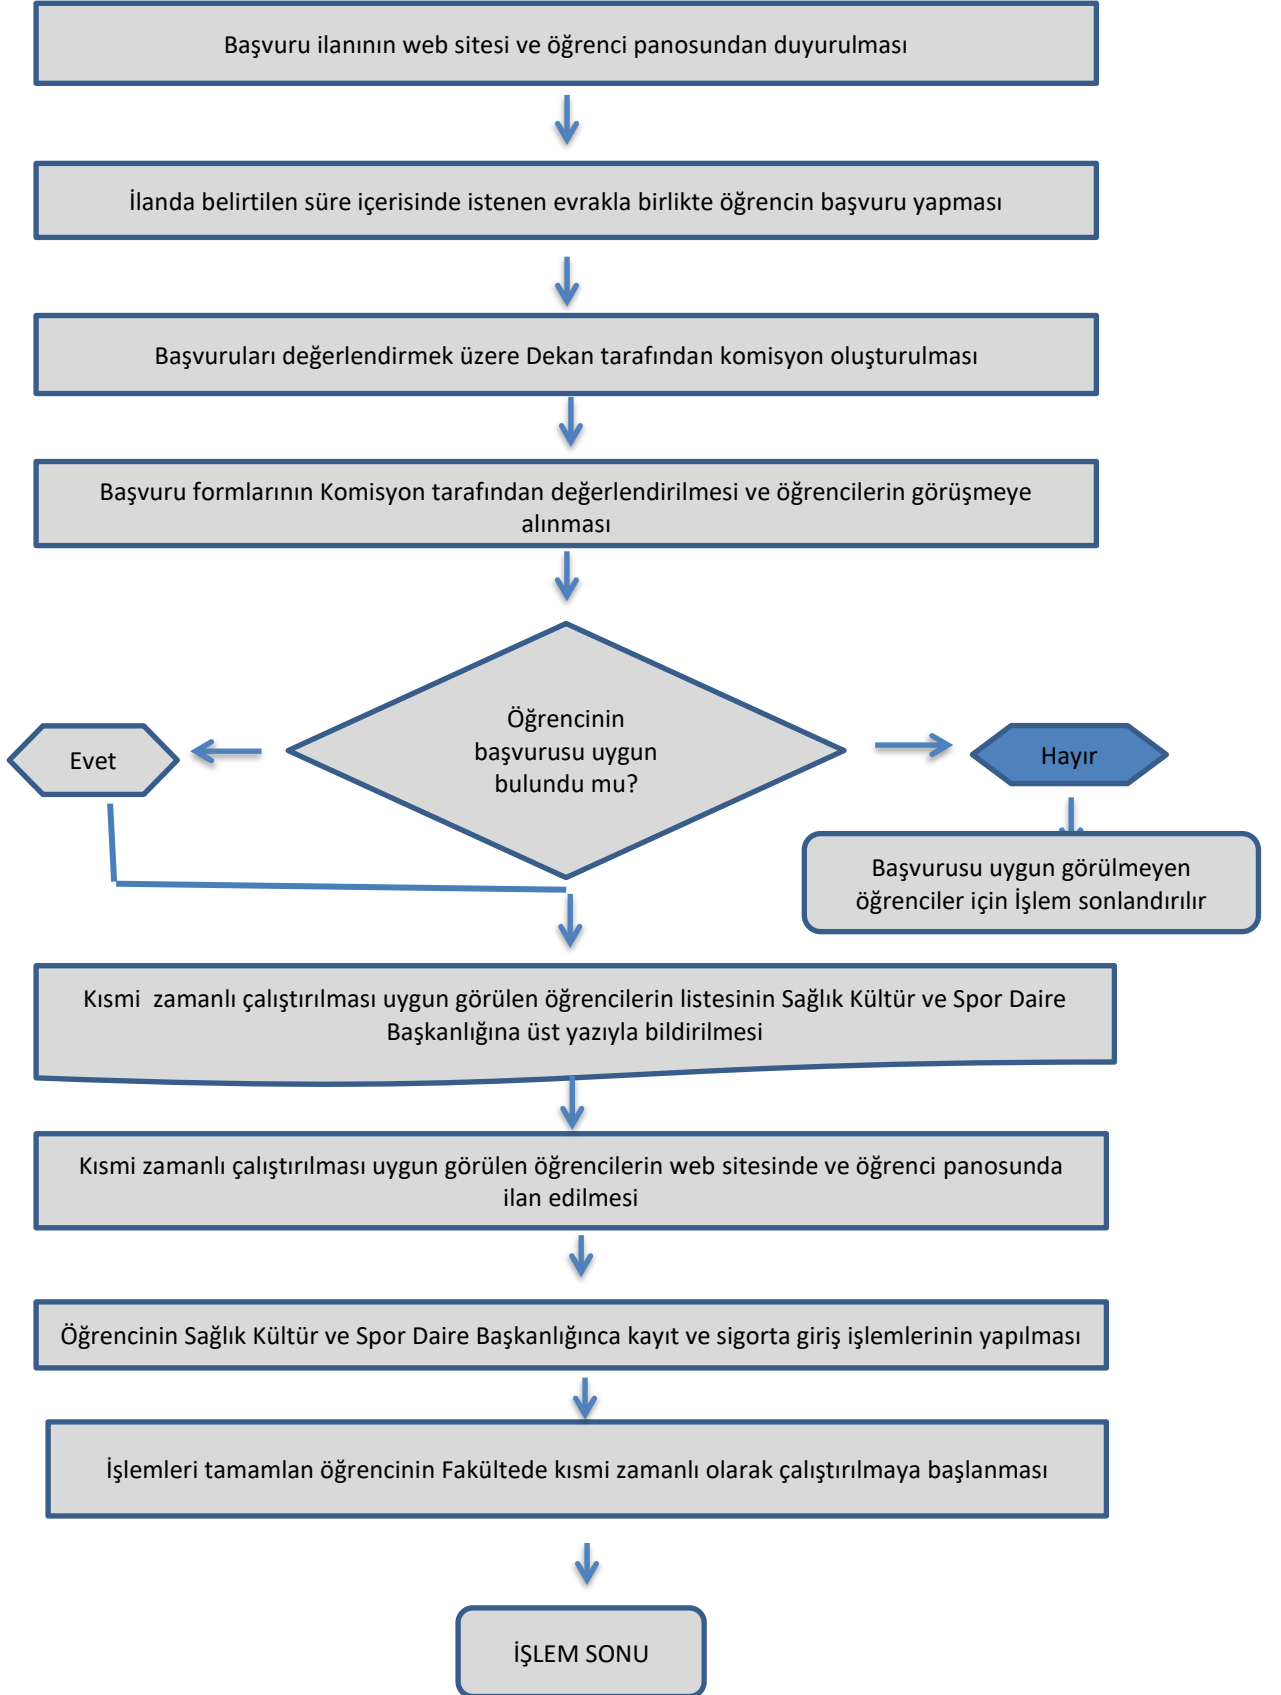 Başvuru ilanının web sitesi ve öğrenci panosundan duyurulması
İlanda belirtilen süre içerisinde istenen evrakla birlikte öğrencin başvuru yapması
Başvuruları değerlendirmek üzere Dekan tarafından komisyon oluşturulması
Başvuru formlarının Komisyon tarafından değerlendirilmesi ve öğrencilerin görüşmeye
alınması
Öğrencinin
başvurusu uygun
bulundu mu?
Evet
Hayır
Başvurusu uygun görülmeyen
öğrenciler için İşlem sonlandırılır
Kısmi  zamanlı çalıştırılması uygun görülen öğrencilerin listesinin Sağlık Kültür ve Spor Daire
Başkanlığına üst yazıyla bildirilmesi
Kısmi zamanlı çalıştırılması uygun görülen öğrencilerin web sitesinde ve öğrenci panosunda
ilan edilmesi
Öğrencinin Sağlık Kültür ve Spor Daire Başkanlığınca kayıt ve sigorta giriş işlemlerinin yapılması
İşlemleri tamamlan öğrencinin Fakültede kısmi zamanlı olarak çalıştırılmaya başlanması
İŞLEM SONU